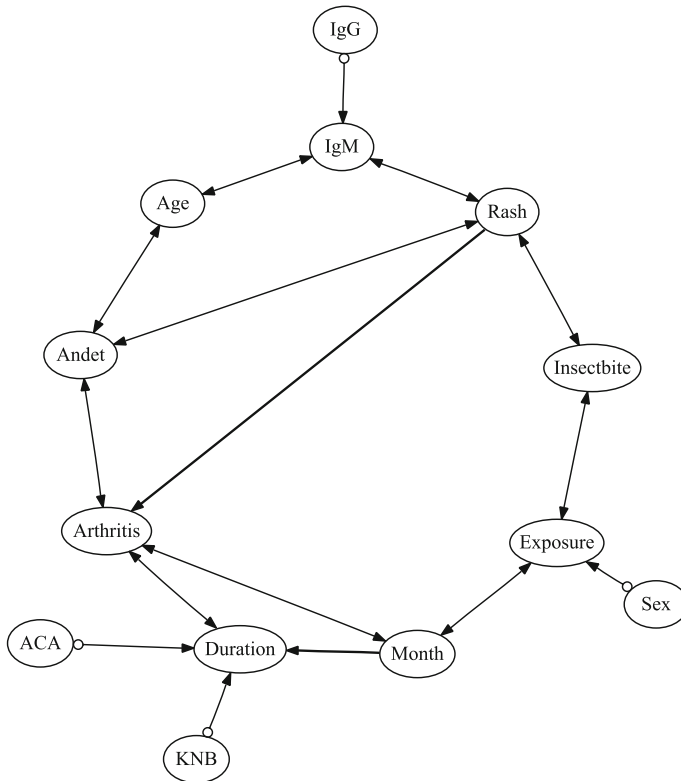 IgG
IgM
Age
Rash
Andet
Insectbite
Arthritis
Exposure
Sex
ACA
Duration
Month
KNB